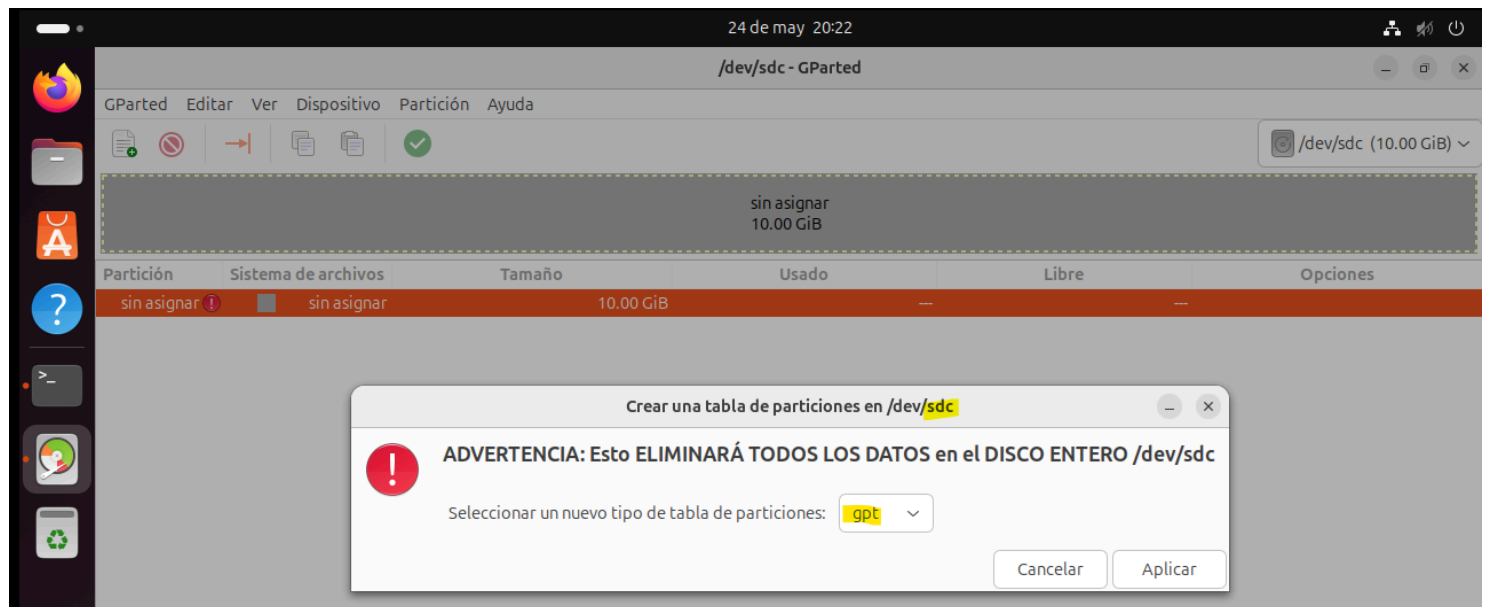 24 de may 20:22
/dev/sdc - GParted
GParted Editar Ver Dispositivo Partición Ayuda
/dev/sdc (10.00 GiB)
sin asignar
10.00 GiB
Partición Sistema de archivos Tamaño Usado Libre Opciones
sin asignar sin asignar 10.00 GiB --- ---
Crear una tabla de particiones en /dev/sdc
ADVERTENCIA: Esto ELIMINARÁ TODOS LOS DATOS en el DISCO ENTERO /dev/sdc
Seleccionar un nuevo tipo de tabla de particiones: gpt
Cancelar Aplicar